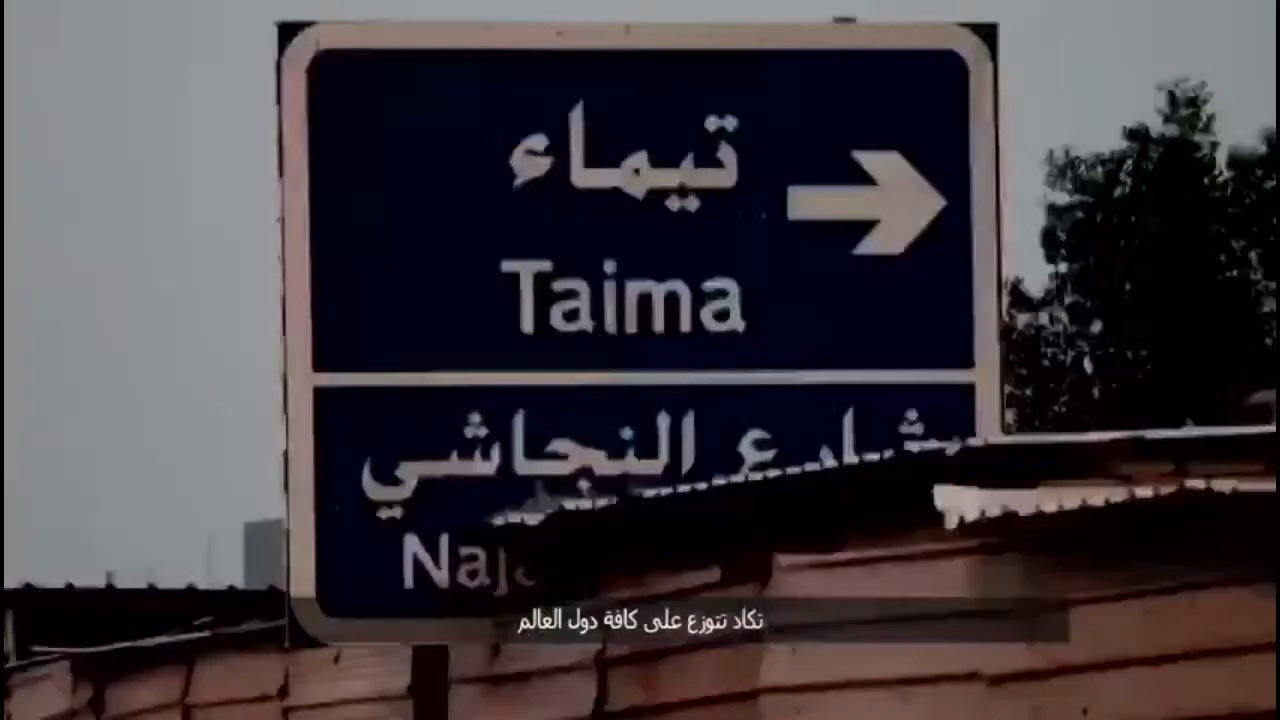 تيماء
Taima
شارع النجاشي
تكاد تتوزع على كافة دول العالم